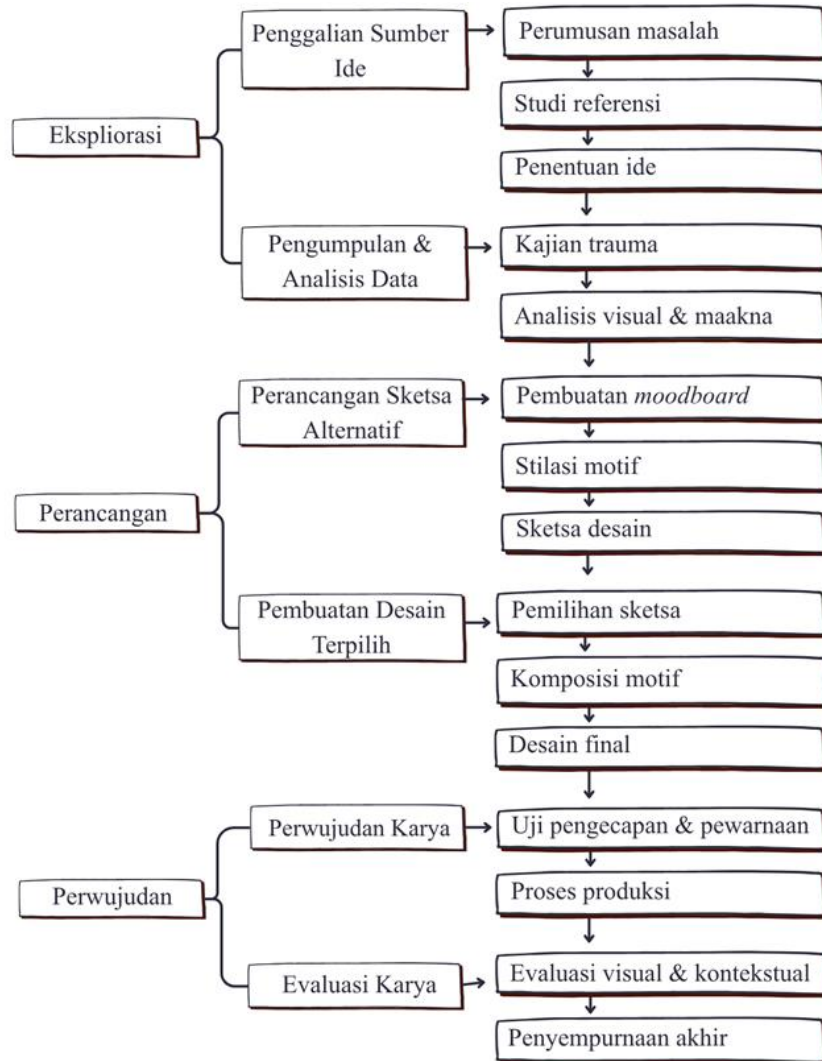 Ekspliorasi
Penggalian Sumber
Ide
Perumusan masalah
Studi referensi
Penentuan ide
Pengumpulan &
Analisis Data
Kajian trauma
Analisis visual & maakna
Perancangan
Perancangan Sketsa
Alternatif
Pembuatan moodboard
Stilasi motif
Sketsa desain
Pembuatan Desain
Terpilih
Pemilihan sketsa
Komposisi motif
Desain final
Perwujudan
Perwujudan Karya
Uji pengecapan & pewarnaan
Proses produksi
Evaluasi Karya
Evaluasi visual & kontekstual
Penyempurnaan akhir